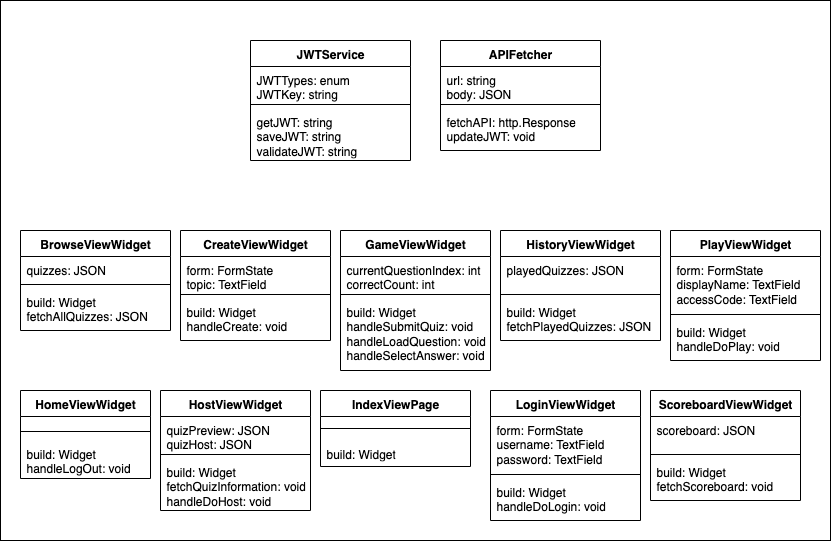 JWTService
JWTTypes: enum
JWTKey: string
getJWT: string
saveJWT: string
validateJWT: string
APIFetcher
url: string
body: JSON
fetchAPI: http.Response
updateJWT: void
BrowseViewWidget
quizzes: JSON
build: Widget
fetchAllQuizzes: JSON
CreateViewWidget
form: FormState
topic: TextField
build: Widget
handleCreate: void
GameViewWidget
currentQuestionIndex: int
correctCount: int
build: Widget
handleSubmitQuiz: void
handleLoadQuestion: void
handleSelectAnswer: void
HistoryViewWidget
playedQuizzes: JSON
build: Widget
fetchPlayedQuizzes: JSON
PlayViewWidget
form: FormState
displayName: TextField
accessCode: TextField
build: Widget
handleDoPlay: void
HomeViewWidget
build: Widget
handleLogOut: void
HostViewWidget
quizPreview: JSON
quizHost: JSON
build: Widget
fetchQuizInformation: void
handleDoHost: void
IndexViewPage
build: Widget
LoginViewWidget
form: FormState
username: TextField
password: TextField
build: Widget
handleDoLogin: void
ScoreboardViewWidget
scoreboard: JSON
build: Widget
fetchScoreboard: void